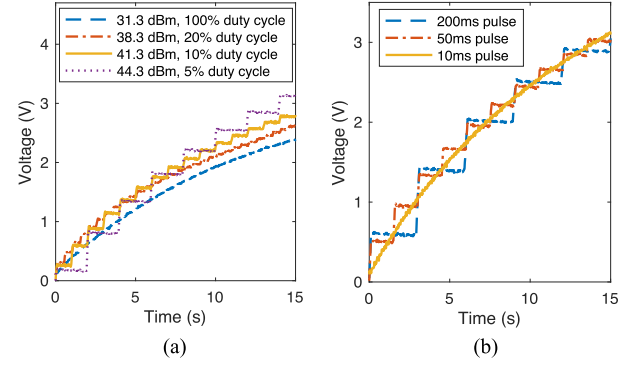 31.3 dBm, 100% duty cycle
38.3 dBm, 20% duty cycle
41.3 dBm, 10% duty cycle
44.3 dBm, 5% duty cycle
Voltage (V)
4
3
2
1
0
0
5
10
15
Time (s)
(a)
200ms pulse
50ms pulse
10ms pulse
Voltage (V)
3
2
1
0
0
5
10
15
Time (s)
(b)